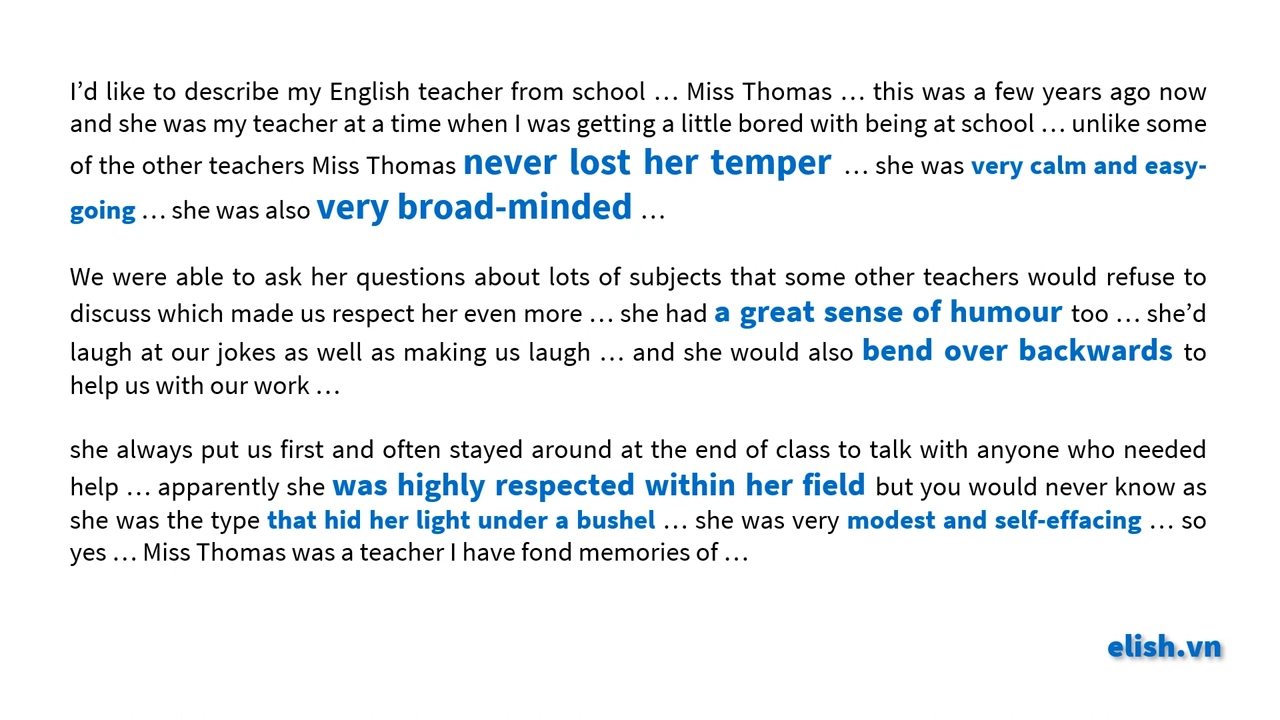 I’d like to describe my English teacher from school … Miss Thomas … this was a few years ago now
and she was my teacher at a time when I was getting a little bored with being at school … unlike some
of the other teachers Miss Thomas never lost her temper … she was very calm and easy-
going … she was also very broad-minded …
We were able to ask her questions about lots of subjects that some other teachers would refuse to
discuss which made us respect her even more … she had a great sense of humour too … she’d
laugh at our jokes as well as making us laugh … and she would also bend over backwards to
help us with our work …
she always put us first and often stayed around at the end of class to talk with anyone who needed
help … apparently she was highly respected within her field but you would never know as
she was the type that hid her light under a bushel … she was very modest and self-effacing … so
yes … Miss Thomas was a teacher I have fond memories of …
elish.vn